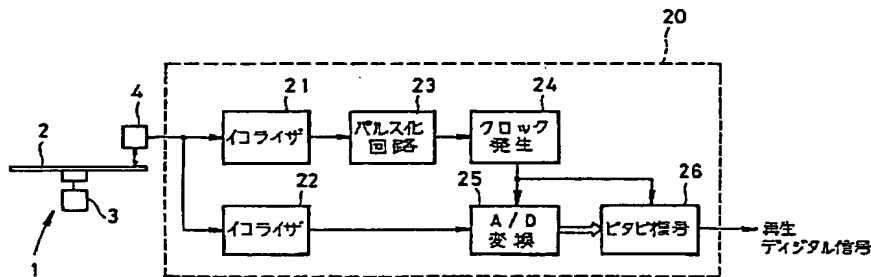 20
21
23
24
4
イコライザ
パルス化
回路
クロック
発生
2
22
25
26
イコライザ
A/D
変換
ビタビ復号
再生
ディジタル信号
3
1